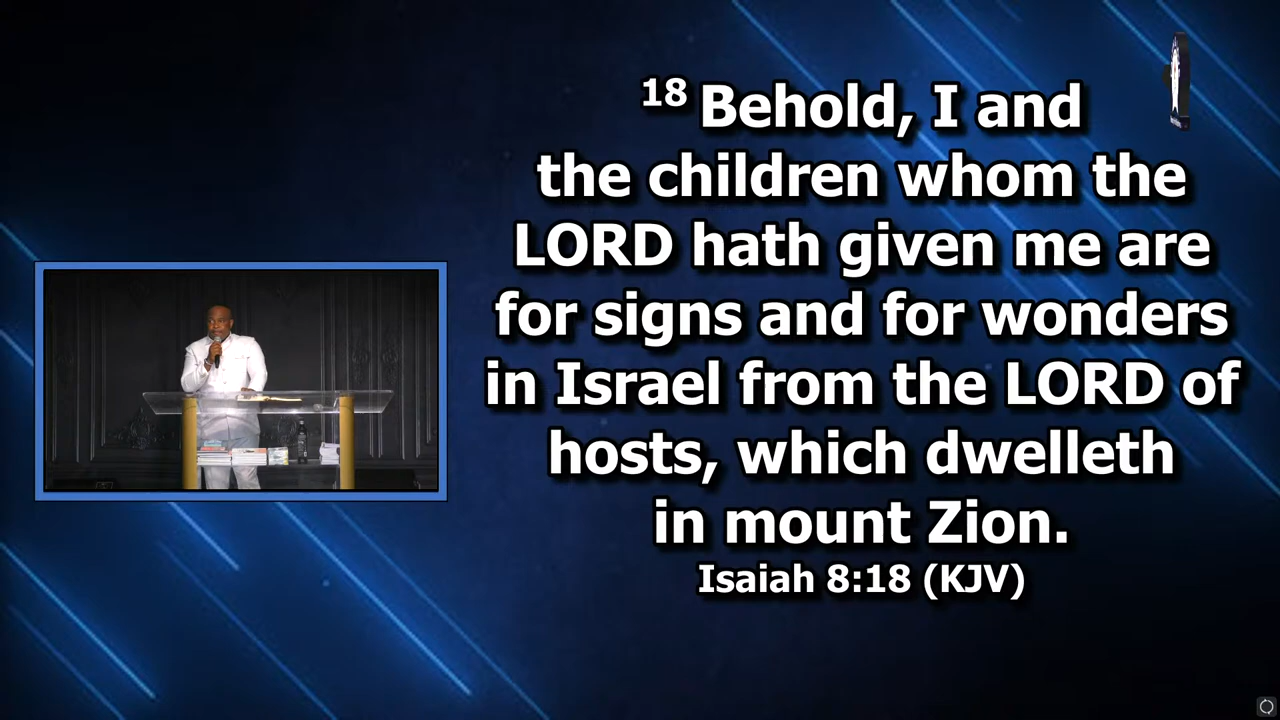 18 Behold, I and
the children whom the
LORD hath given me are
for signs and for wonders
in Israel from the LORD of
hosts, which dwelleth
in mount Zion.
Isaiah 8:18 (KJV)